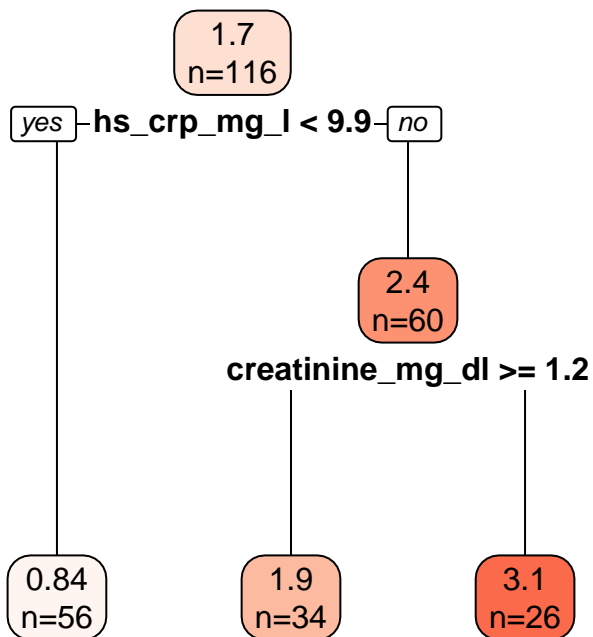 1.7
n=116
yes hs_crp_mg_l < 9.9 no
2.4
n=60
creatinine_mg_dl >= 1.2
0.84
n=56
1.9
n=34
3.1
n=26